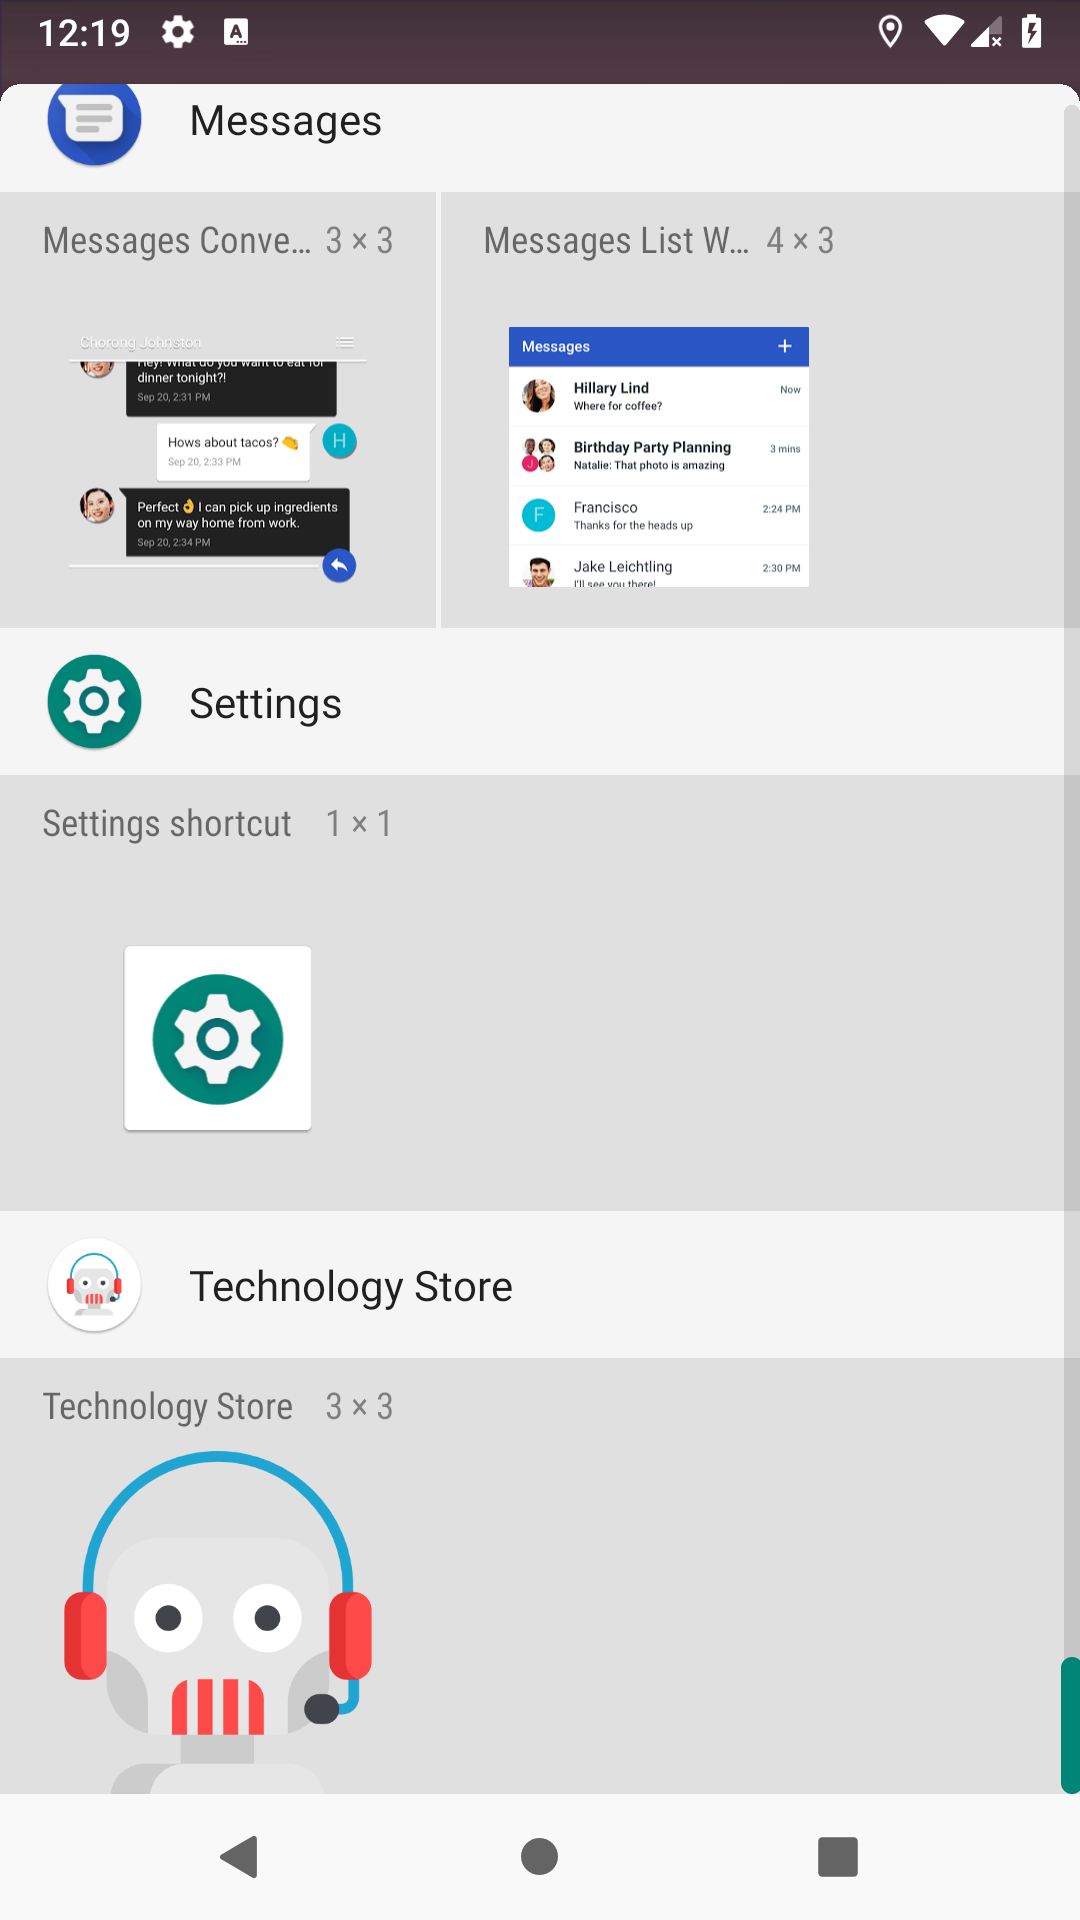 12:19
Messages
Messages Conve... 3 × 3
Messages List W... 4 × 3
Chorong Johnston
Hey! What do you want to eat for
dinner tonight?!
Sep 20, 2:31 PM
Hows about tacos? 🌮
H
Sep 20, 2:33 PM
Perfect 👌 I can pick up ingredients
on my way home from work.
Sep 20, 2:34 PM
Messages
Hillary Lind
Now
Where for coffee?
Birthday Party Planning
3 mins
Natalie: That photo is amazing
J
F
Francisco
2:24 PM
Thanks for the heads up
Jake Leichtling
2:30 PM
I'll see you there!
Settings
Settings shortcut 1 × 1
Technology Store
Technology Store 3 × 3